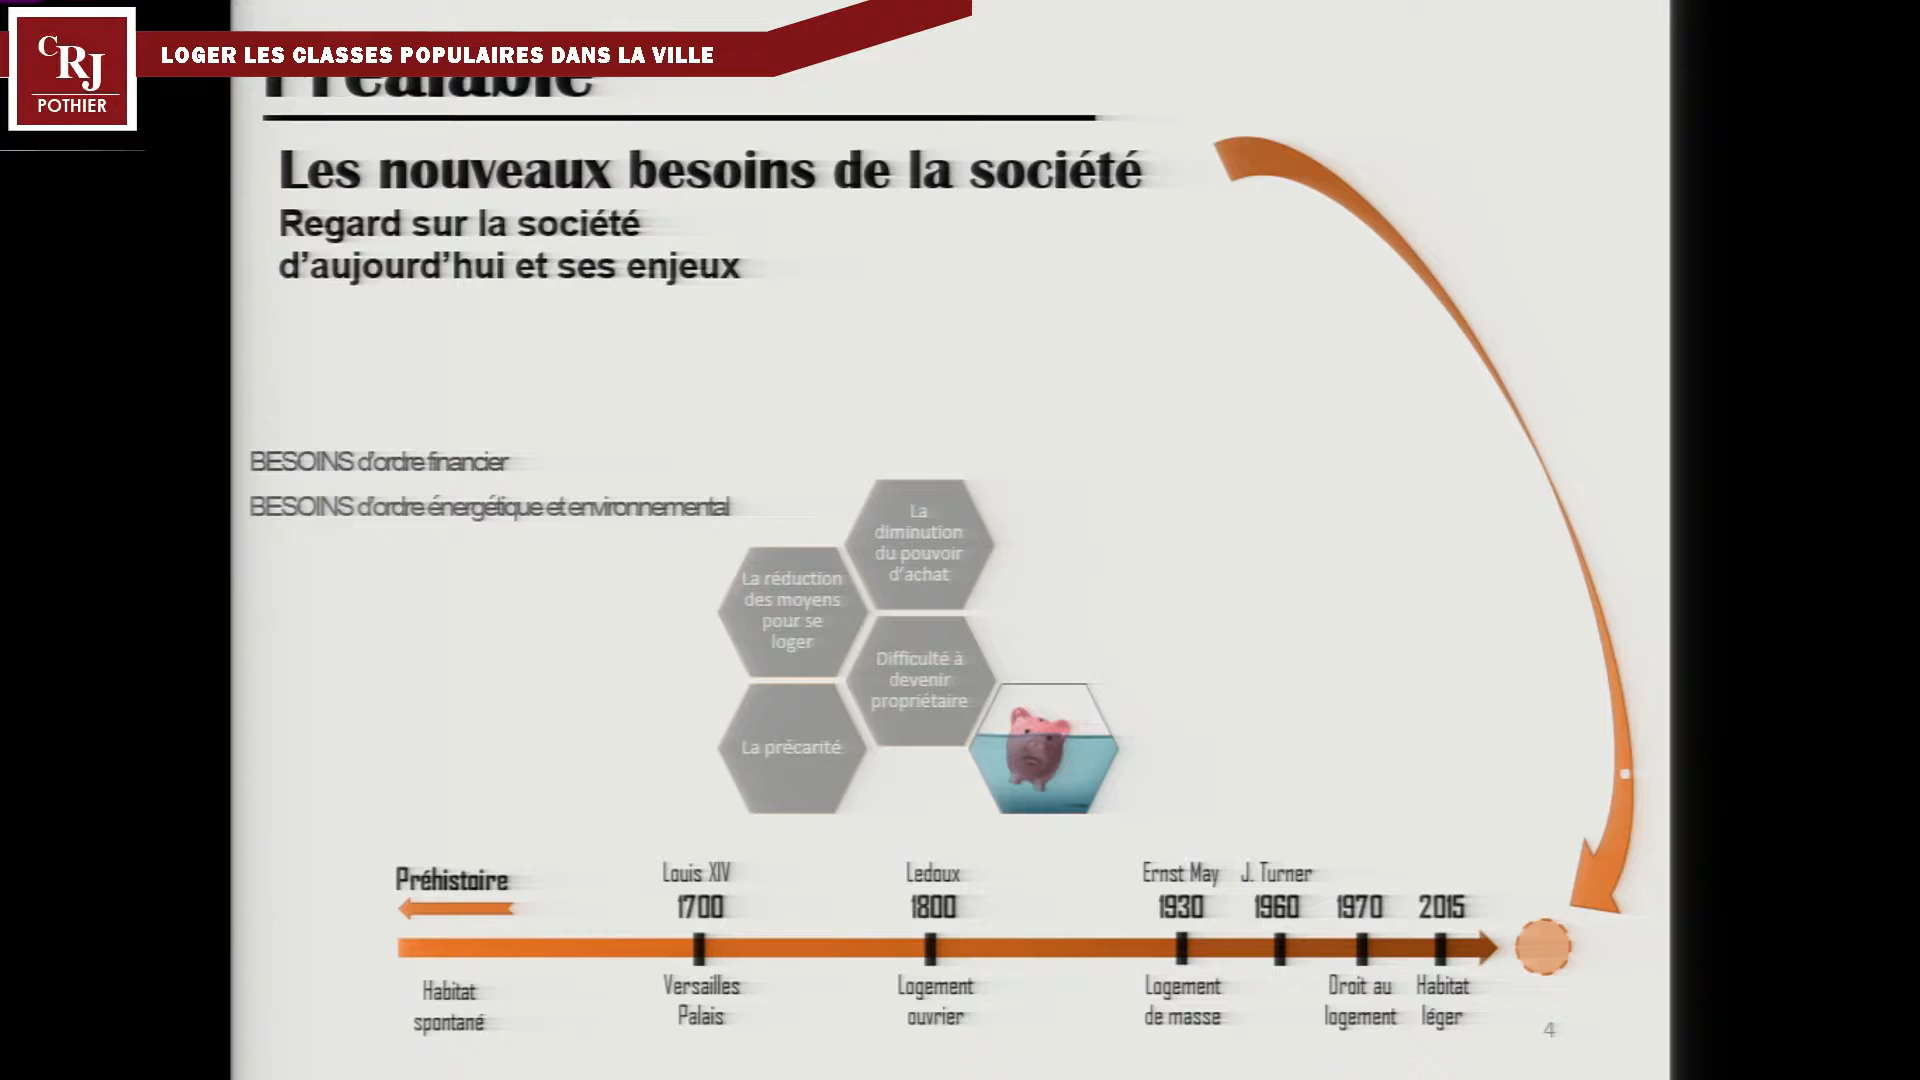 CRJ
POTHIER
LOGER LES CLASSES POPULAIRES DANS LA VILLE
Préalable
Les nouveaux besoins de la société
Regard sur la société
d’aujourd’hui et ses enjeux
BESOINS d’ordre financier
BESOINS d’ordre énergétique et environnemental
La
diminution
du pouvoir
d’achat
La réduction
des moyens
pour se
loger
Difficulté à
devenir
propriétaire
La précarité
Préhistoire
Louis XIV
1700
Ledoux
1800
Ernst May
1930
J. Turner
1960
1970
2015
Habitat
spontané
Versailles
Palais
Logement
ouvrier
Logement
de masse
Droit au
logement
Habitat
léger
4